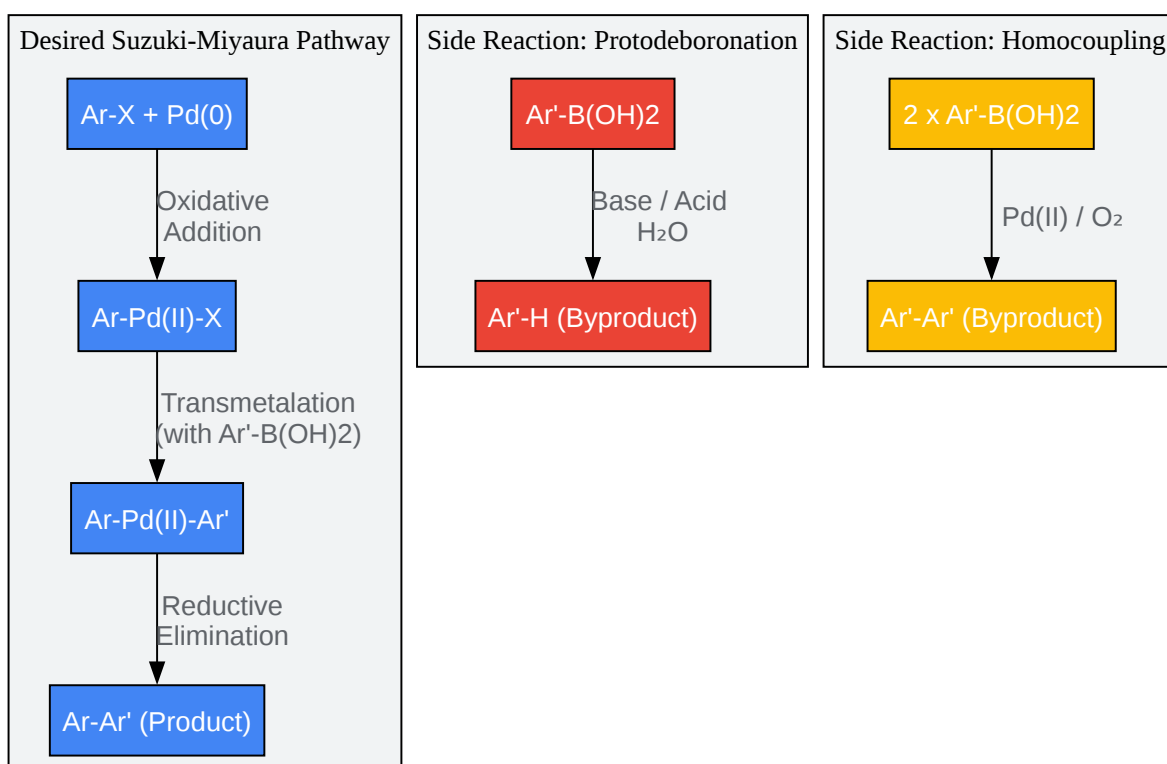 Desired Suzuki-Miyaura Pathway
Ar-X + Pd(0)
Oxidative
Addition
Ar-Pd(II)-X
Transmetalation
(with Ar'-B(OH)2)
Ar-Pd(II)-Ar'
Reductive
Elimination
Ar-Ar' (Product)
Side Reaction: Protodeboronation
Ar'-B(OH)2
Base / Acid
H₂O
Ar'-H (Byproduct)
Side Reaction: Homocoupling
2 x Ar'-B(OH)2
Pd(II) / O₂
Ar'-Ar' (Byproduct)